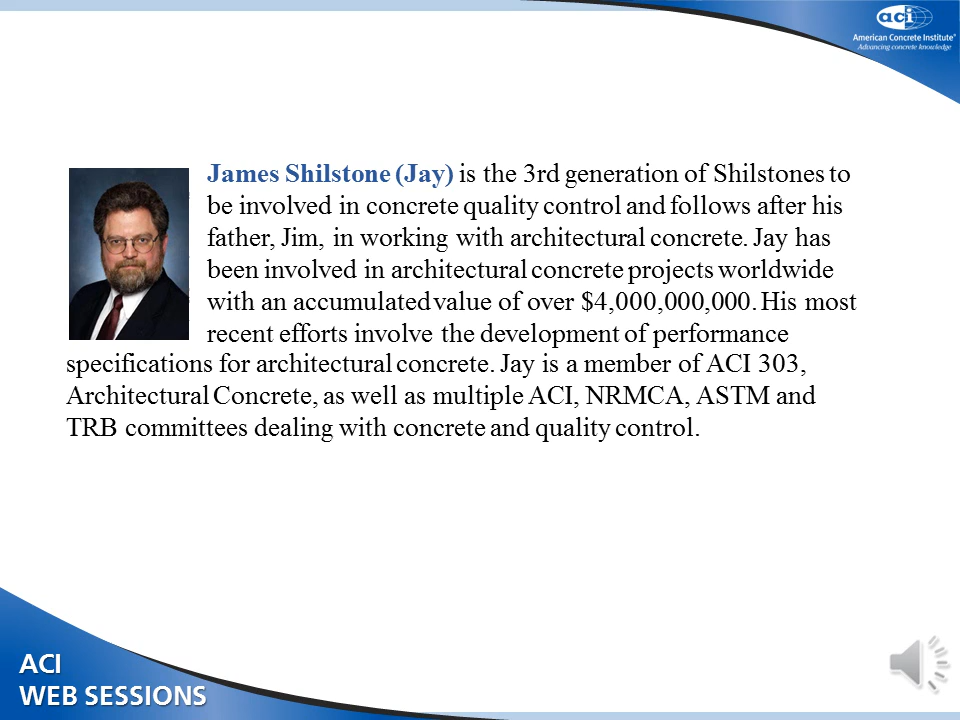 aci
American Concrete Institute®
Advancing concrete knowledge
James Shilstone (Jay) is the 3rd generation of Shilstones to
be involved in concrete quality control and follows after his
father, Jim, in working with architectural concrete. Jay has
been involved in architectural concrete projects worldwide
with an accumulated value of over $4,000,000,000. His most
recent efforts involve the development of performance
specifications for architectural concrete. Jay is a member of ACI 303,
Architectural Concrete, as well as multiple ACI, NRMCA, ASTM and
TRB committees dealing with concrete and quality control.
ACI
WEB SESSIONS